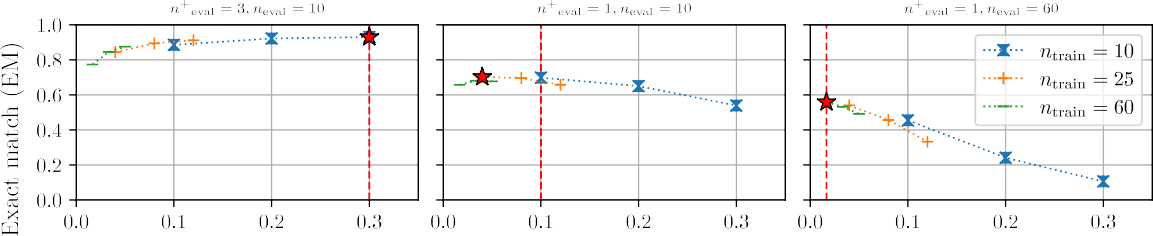 n⁺eval = 3, neval = 10
n⁺eval = 1, neval = 10
n⁺eval = 1, neval = 60
Exact match (EM)
1.0
0.8
0.6
0.4
0.2
0.0
0.0 0.1 0.2 0.3
0.0 0.1 0.2 0.3
0.0 0.1 0.2 0.3
ntrain = 10
ntrain = 25
ntrain = 60